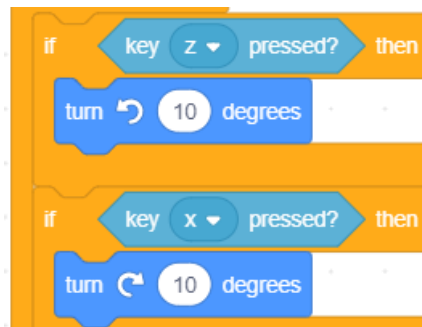 if key z pressed? then
turn 10 degrees
if key x pressed? then
turn 10 degrees